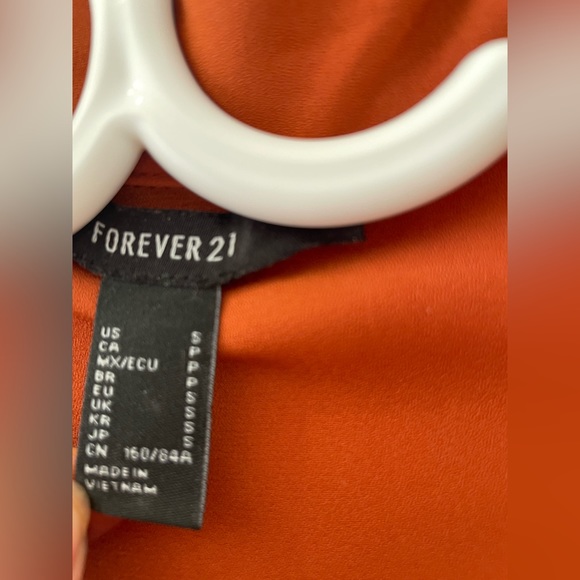 FOREVER 21
US S
CA P
MX/ECU P
BR P
EU S
UK S
KR S
JP S
CN 160/84A
MADE IN
VIETNAM